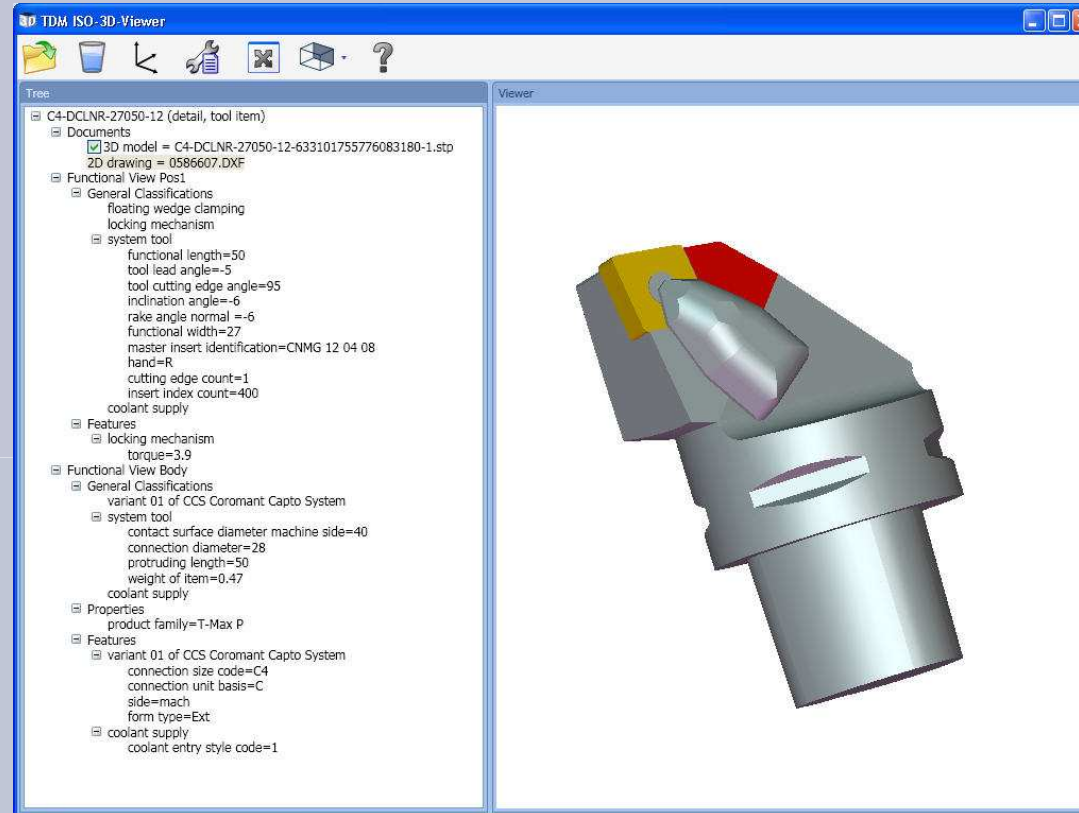 3D TDM ISO-3D-Viewer
Tree
C4-DCLNR-27050-12 (detail, tool item)
Documents
3D model = C4-DCLNR-27050-12-633101755776083180-1.stp
2D drawing = 0586607.DXF
Functional View Pos1
General Classifications
floating wedge clamping
locking mechanism
system tool
functional length=50
tool lead angle=-5
tool cutting edge angle=95
inclination angle=-6
rake angle normal =-6
functional width=27
master insert identification=CNMG 12 04 08
hand=R
cutting edge count=1
insert index count=400
coolant supply
Features
locking mechanism
torque=3.9
Functional View Body
General Classifications
variant 01 of CCS Coromant Capto System
system tool
contact surface diameter machine side=40
connection diameter=28
protruding length=50
weight of item=0.47
coolant supply
Properties
product family=T-Max P
Features
variant 01 of CCS Coromant Capto System
connection size code=C4
connection unit basis=C
side=mach
form type=Ext
coolant supply
coolant entry style code=1
Viewer